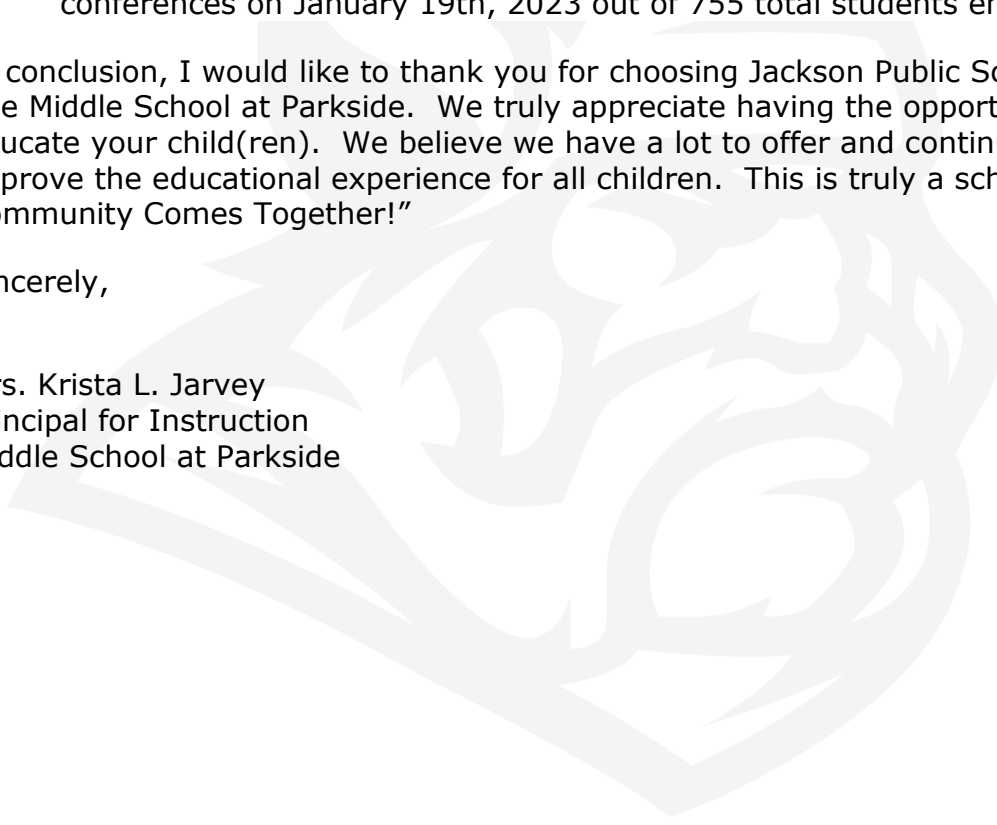 conferences on January 19th, 2023 out of 755 total students
conclusion, I would like to thank you for choosing Jackson Public
Middle School at Parkside.  We truly appreciate having the
your child(ren).  We believe we have a lot to offer and
the educational experience for all children.  This is truly a
Comes Together!”
Krista L. Jarvey
for Instruction
School at Parkside